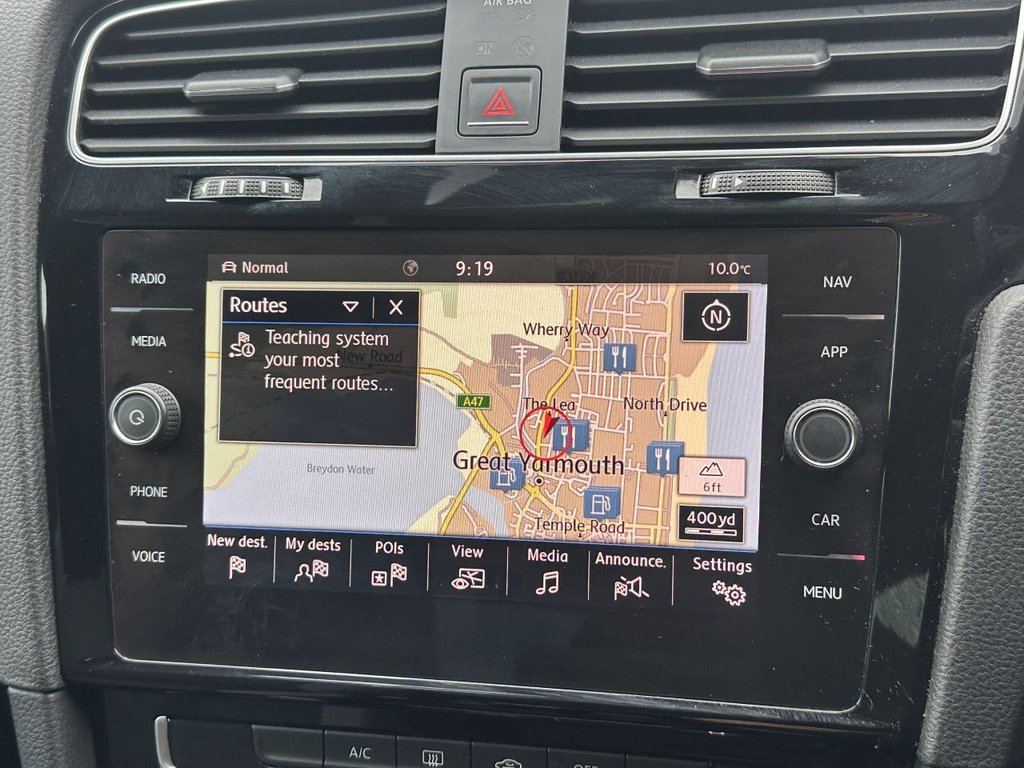 AIR BAG
ON
RADIO
MEDIA
PHONE
VOICE
Normal
9:19
10.0°c
Routes
X
Teaching system
your most
frequent routes...
New Road
A47
Wherry Way
The Lea
North Drive
Great Yarmouth
Breydon Water
Temple Road
N
6ft
400yd
New dest.
My dests
POIs
View
Media
Announce.
Settings
NAV
APP
CAR
MENU
A/C
OFF